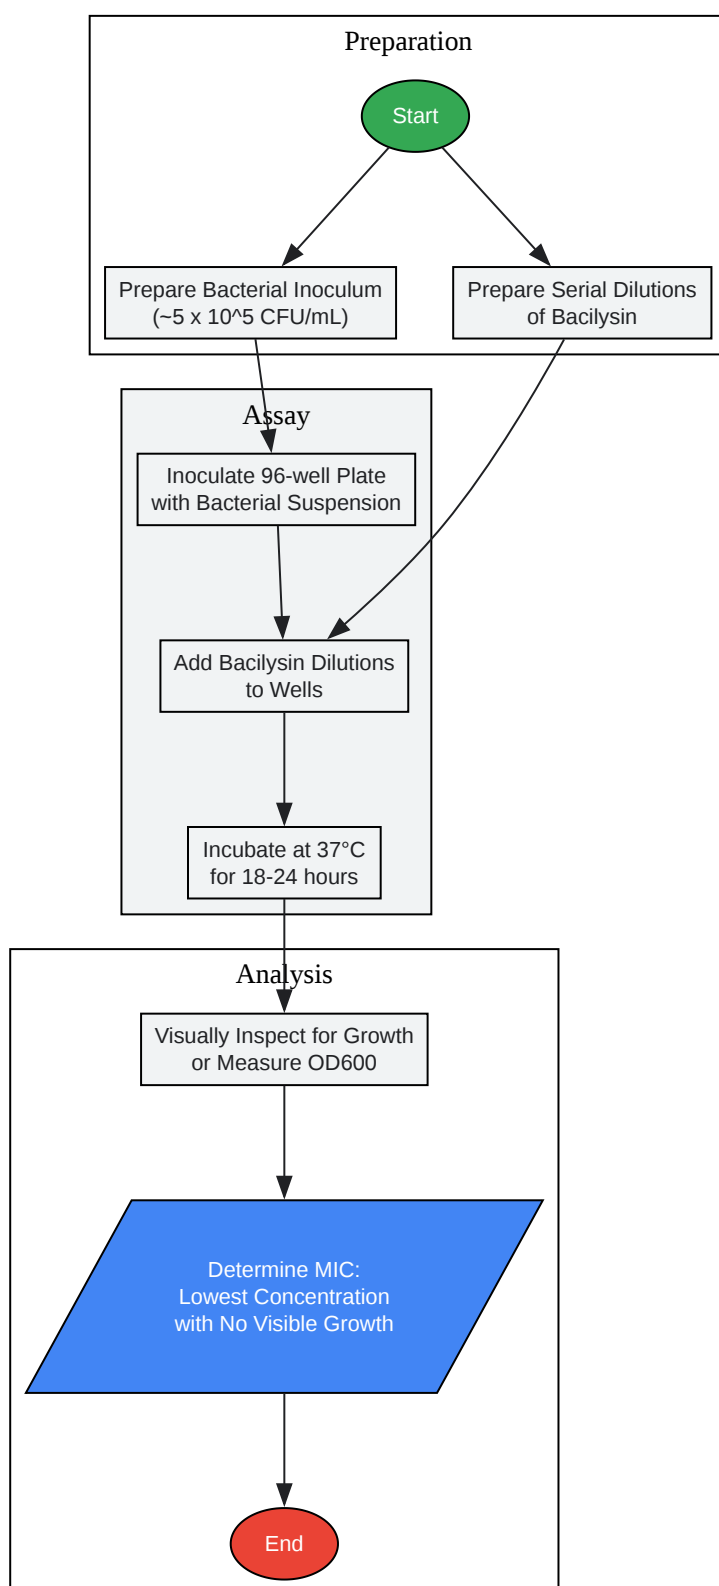 Preparation
Start
Prepare Bacterial Inoculum
(~5 x 10^5 CFU/mL)
Prepare Serial Dilutions
of Bacilysin
Assay
Inoculate 96-well Plate
with Bacterial Suspension
Add Bacilysin Dilutions
to Wells
Incubate at 37°C
for 18-24 hours
Analysis
Visually Inspect for Growth
or Measure OD600
Determine MIC:
Lowest Concentration
with No Visible Growth
End